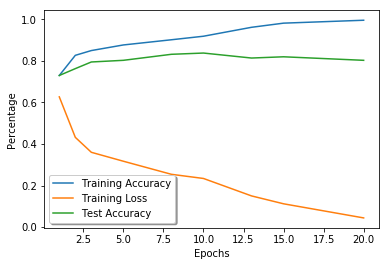 1.0
0.8
0.6
0.4
0.2
0.0
Percentage
Training Accuracy
Training Loss
Test Accuracy
2.5 5.0 7.5 10.0 12.5 15.0 17.5 20.0
Epochs